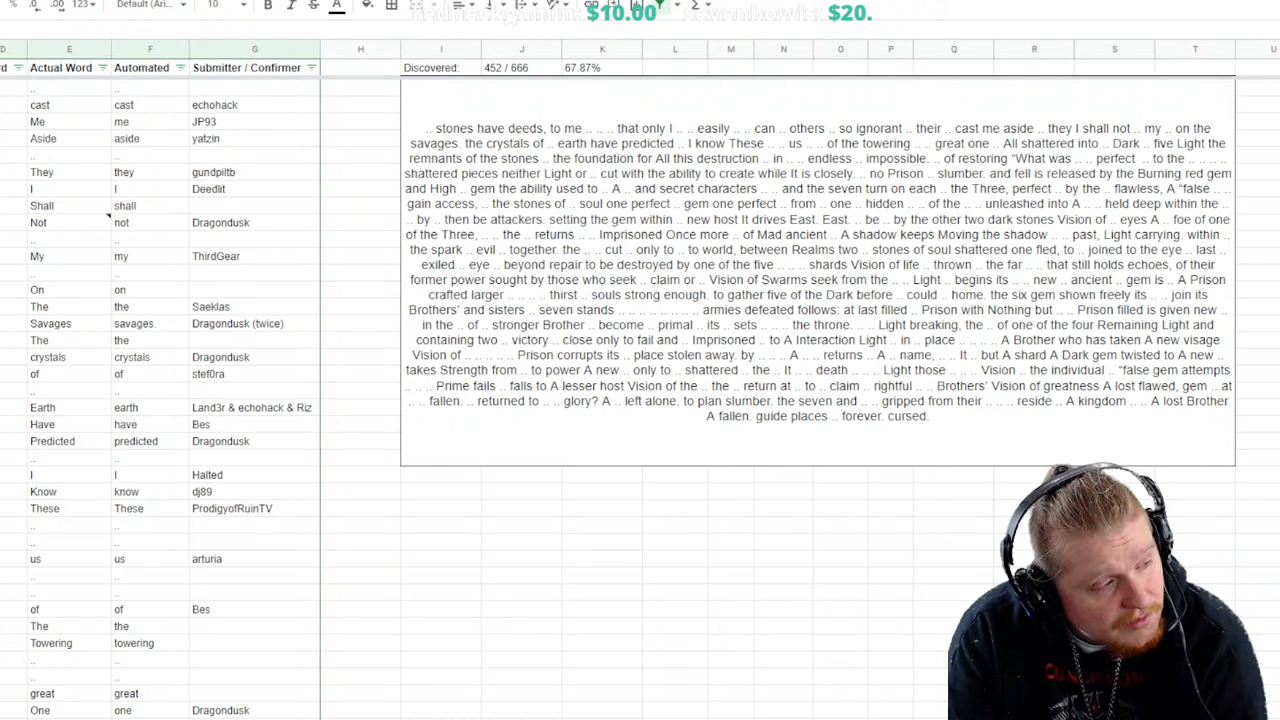 redneckgamin: $10.00 sevenbowls: $20.
% .0 .00 123 Default (Ari... 10 B I S A
D E F G H I J K L M N O P Q R S T U
rd Actual Word Automated Submitter / Confirmer Discovered: 452 / 666 67.87%
.. ..
cast cast echohack
Me me JP93
Aside aside yatzin
.. ..
They they gundpiltb
I I Deedlit
Shall shall
Not not Dragondusk
.. ..
My my ThirdGear
.. ..
On on
The the Saeklas
Savages savages. Dragondusk (twice)
The the
crystals crystals Dragondusk
of of stef0ra
.. ..
Earth earth Land3r & echohack & Riz
Have have Bes
Predicted predicted Dragondusk
.. ..
I I Halted
Know know dj89
These These ProdigyofRuinTV
.. ..
.. ..
us us arturia
.. ..
.. ..
of of Bes
The the
Towering towering
.. ..
.. ..
great great
One one Dragondusk
.. stones have deeds, to me .. .. .. that only I .. easily .. .. can .. others .. so ignorant .. their .. cast me aside .. they I shall not .. my .. on the
savages. the crystals of .. earth have predicted .. I know These .. .. us .. .. of the towering .. .. great one .. All shattered into .. Dark .. five Light the
remnants of the stones .. the foundation for All this destruction .. in .. .. endless .. impossible. .. of restoring “What was .. .. perfect .. to the .. .. .. ..
shattered pieces neither Light or .. cut with the ability to create while It is closely. .. no Prison .. slumber. and fell is released by the Burning red gem
and High .. gem the ability used to .. A .. and secret characters .. .. and the seven turn on each .. the Three, perfect .. by the .. flawless, A “false ..
gain access, .. the stones of .. soul one perfect .. gem one perfect .. from .. one .. hidden .. .. of the .. .. unleashed into A .. .. held deep within the ..
.. by .. then be attackers. setting the gem within .. new host It drives East. East. .. be .. by the other two dark stones Vision of .. eyes A .. foe of one
of the Three, .. .. the .. returns .. .. Imprisoned Once more .. of Mad ancient .. A shadow keeps Moving the shadow .. .. past, Light carrying. within ..
the spark .. evil .. together. the .. .. cut .. only to .. to world, between Realms two .. stones of soul shattered one fled, to .. joined to the eye .. last ..
exiled .. eye .. beyond repair to be destroyed by one of the five .. .. .. shards Vision of life .. thrown .. the far .. .. that still holds echoes, of their
former power sought by those who seek .. claim or .. Vision of Swarms seek from the .. .. Light .. begins its .. .. new .. ancient .. gem is .. A Prison
crafted larger .. .. .. .. thirst .. souls strong enough. to gather five of the Dark before .. could .. home. the six gem shown freely its .. .. join its
Brothers’ and sisters .. seven stands .. .. .. .. .. .. .. armies defeated follows: at last filled .. Prison with Nothing but .. .. Prison filled is given new ..
in the .. of .. stronger Brother .. become .. primal .. its .. sets .. .. the throne. .. .. Light breaking, the .. of one of the four Remaining Light and
containing two .. victory .. close only to fail and .. Imprisoned .. to A Interaction Light .. in .. place .. .. .. .. A Brother who has taken A new visage
Vision of .. .. .. .. .. Prison corrupts its .. place stolen away. by .. .. A .. returns .. A .. name, .. .. It .. but A shard A Dark gem twisted to A new ..
takes Strength from .. to power A new .. only to shattered .. the .. It .. death .. .. Light those .. .. Vision .. the individual .. “false gem attempts
.. .. .. Prime fails .. falls to A lesser host Vision of the .. the .. return at .. to claim .. rightful .. Brothers’ Vision of greatness A lost flawed, gem .. at
.. .. fallen. .. returned to .. .. glory? A .. left alone. to plan slumber. the seven and .. .. gripped from their .. .. .. reside .. A kingdom .. .. A lost Brother
A fallen. guide places .. forever. cursed.